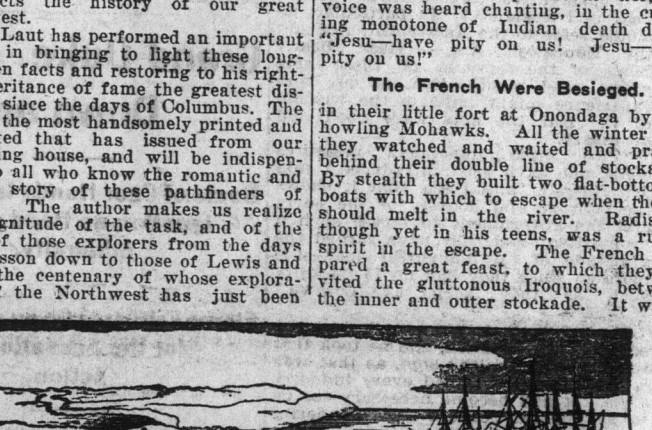 the history of our great
est.
Laut has performed an important
in bringing to light these long-
n facts and restoring to his right-
eritance of fame the greatest dis-
since the days of Columbus. The
the most handsomely printed and
ted that has issued from our
ng house, and will be indispen-
all who know the romantic and
story of these pathfinders of
The author makes us realize
gnitude of the task, and of the
f those explorers from the days
sson down to those of Lewis and
the centenary of whose explora-
the Northwest has just been
voice was heard chanting, in the
ing monotone of Indian death d
"Jesu—have pity on us! Jesu—
pity on us!"
The French Were Besieged.
in their little fort at Onondaga by
howling Mohawks. All the winter
they watched and waited and pr
behind their double line of stock
By stealth they built two flat-botto
boats with which to escape when the
should melt in the river. Radis
though yet in his teens, was a ru
spirit in the escape. The French
pared a great feast, to which they
vited the gluttonous Iroquois, betw
the inner and outer stockade. It w